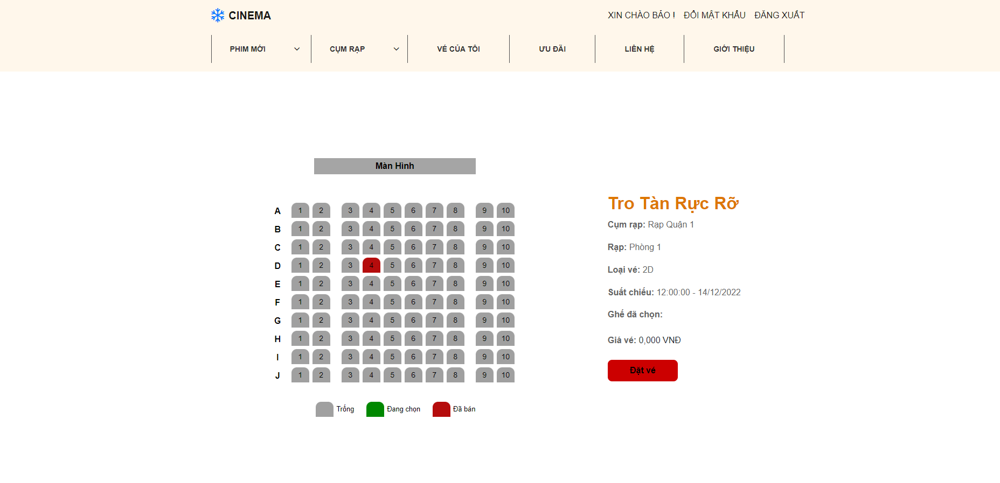 CINEMA
XIN CHÀO BẢO ! ĐỔI MẬT KHẨU ĐĂNG XUẤT
PHIM MỚI CỤM RẠP VÉ CỦA TÔI ƯU ĐÃI LIÊN HỆ GIỚI THIỆU
Màn Hình
A 1 2 3 4 5 6 7 8 9 10
B 1 2 3 4 5 6 7 8 9 10
C 1 2 3 4 5 6 7 8 9 10
D 1 2 3 4 5 6 7 8 9 10
E 1 2 3 4 5 6 7 8 9 10
F 1 2 3 4 5 6 7 8 9 10
G 1 2 3 4 5 6 7 8 9 10
H 1 2 3 4 5 6 7 8 9 10
I 1 2 3 4 5 6 7 8 9 10
J 1 2 3 4 5 6 7 8 9 10
Trống Đang chọn Đã bán
Tro Tàn Rực Rỡ
Cụm rạp: Rạp Quận 1
Rạp: Phòng 1
Loại vé: 2D
Suất chiếu: 12:00:00 - 14/12/2022
Ghế đã chọn:
Giá vé: 0,000 VNĐ
Đặt vé